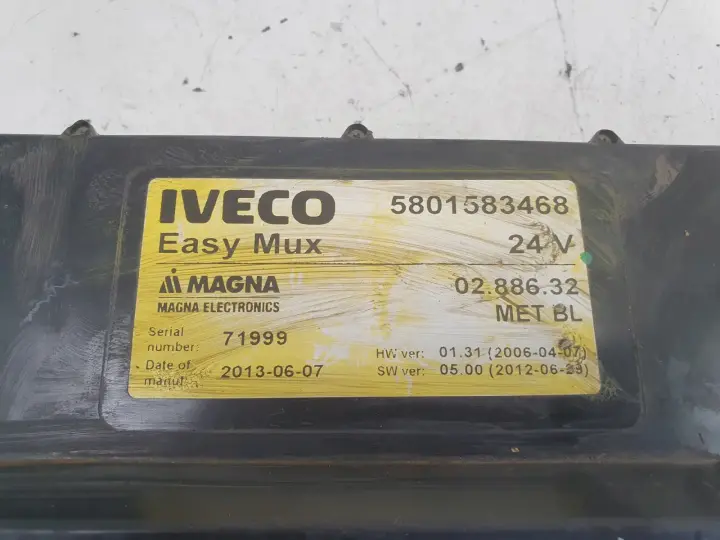 IVECO 5801583468
Easy Mux 24 V
MAGNA 02.886.32
MAGNA ELECTRONICS MET BL
Serial
number: 71999
HW ver: 01.31 (2006-04-07)
Date of
manuf: 2013-06-07
SW ver: 05.00 (2012-06-29)